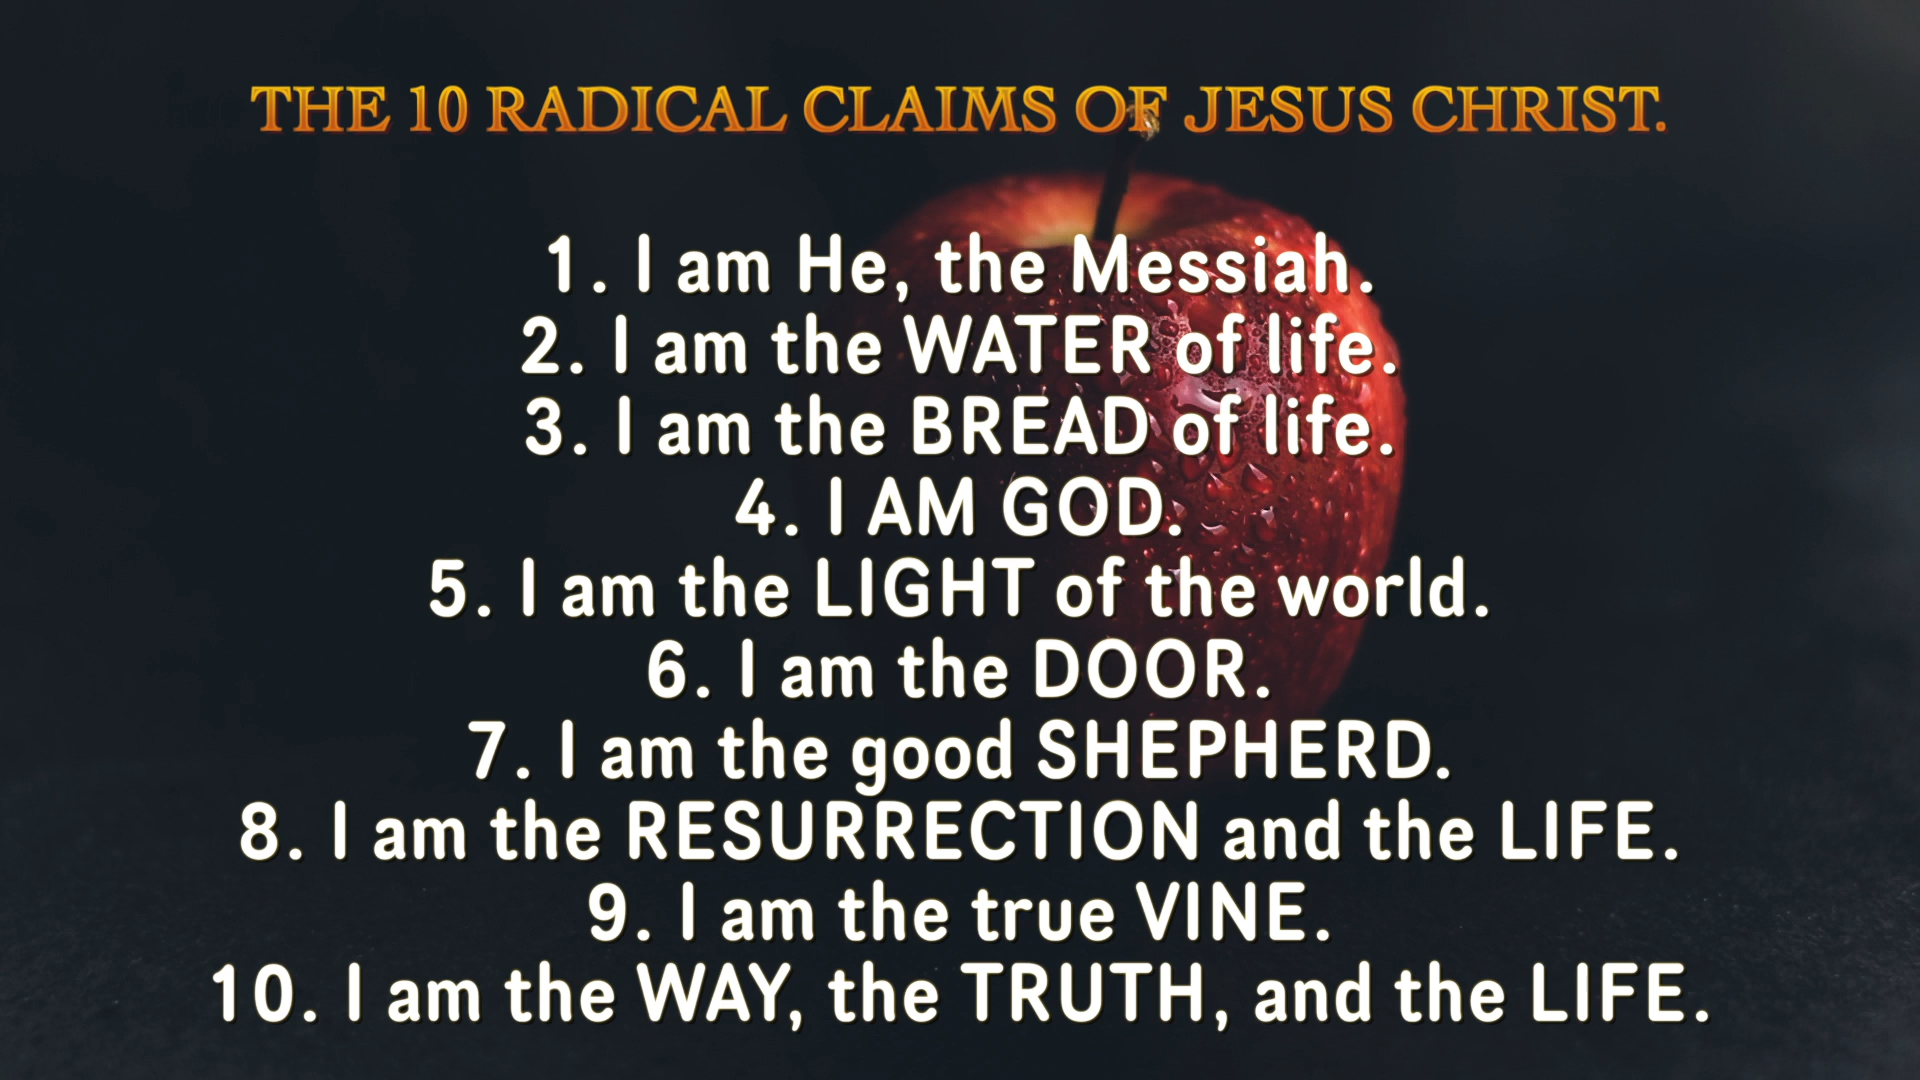 THE 10 RADICAL CLAIMS OF JESUS CHRIST.
1. I am He, the Messiah.
2. I am the WATER of life.
3. I am the BREAD of life.
4. I AM GOD.
5. I am the LIGHT of the world.
6. I am the DOOR.
7. I am the good SHEPHERD.
8. I am the RESURRECTION and the LIFE.
9. I am the true VINE.
10. I am the WAY, the TRUTH, and the LIFE.